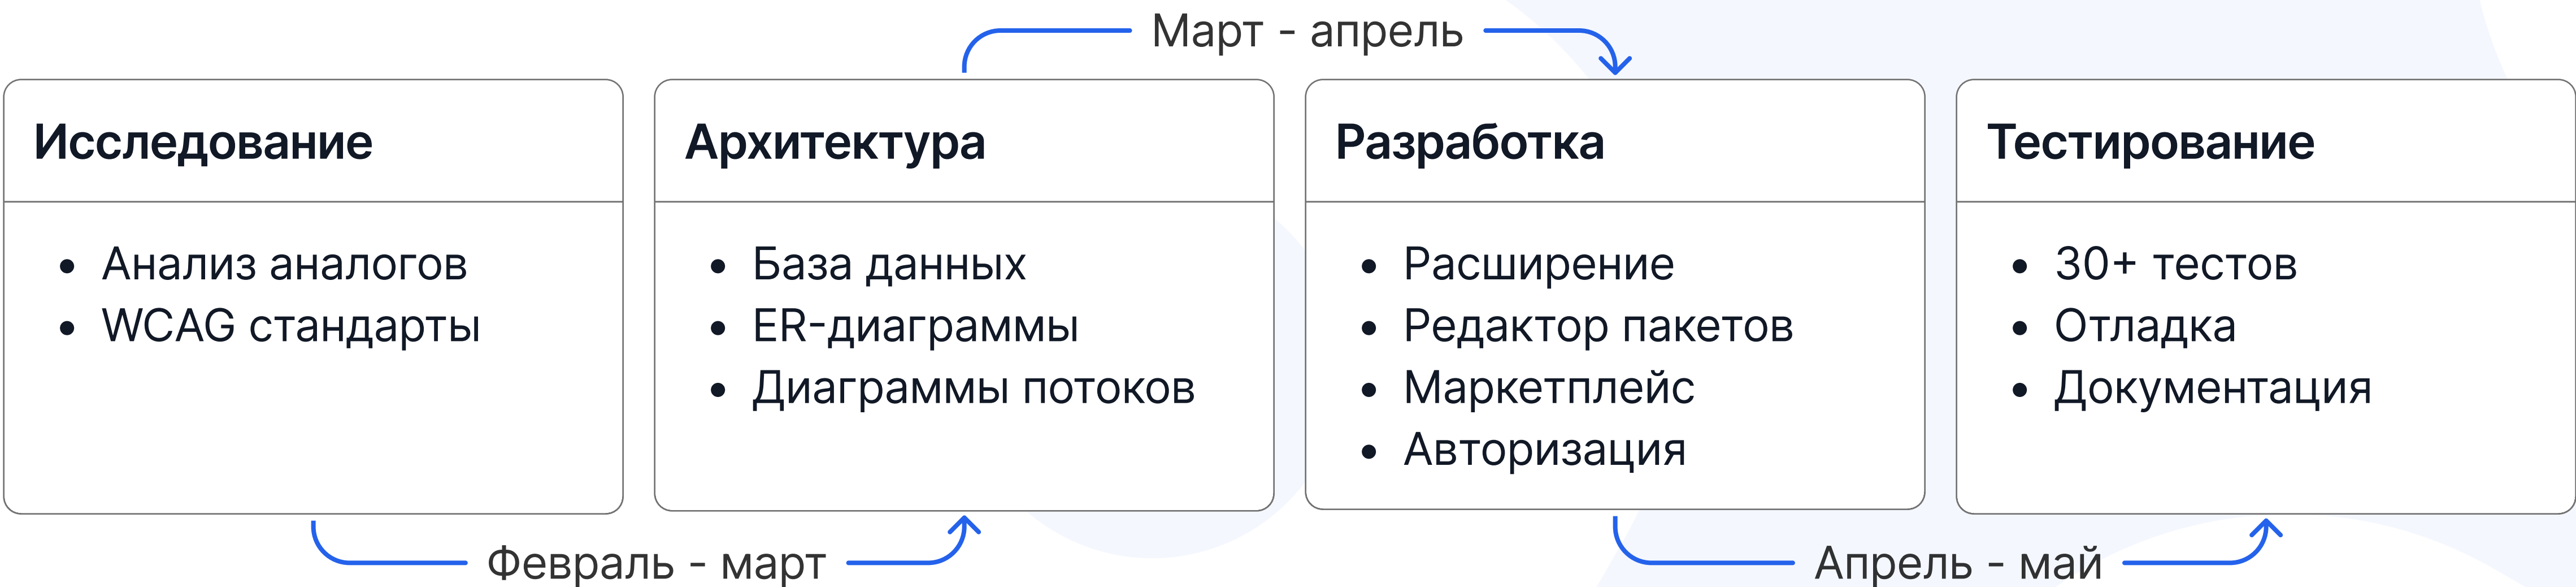 Март - апрель
Исследование
• Анализ аналогов
• WCAG стандарты
Архитектура
• База данных
• ER-диаграммы
• Диаграммы потоков
Разработка
• Расширение
• Редактор пакетов
• Маркетплейс
• Авторизация
Тестирование
• 30+ тестов
• Отладка
• Документация
Февраль - март
Апрель - май